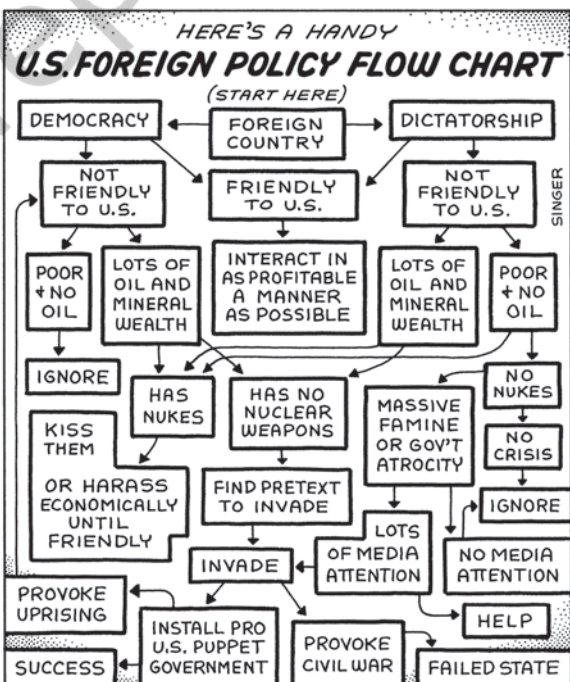 HERE'S A HANDY
U.S. FOREIGN POLICY FLOW CHART
(START HERE)
DEMOCRACY
FOREIGN
COUNTRY
DICTATORSHIP
NOT
FRIENDLY
TO U.S.
FRIENDLY
TO U.S.
NOT
FRIENDLY
TO U.S.
SINGER
POOR
& NO
OIL
LOTS OF
OIL AND
MINERAL
WEALTH
INTERACT IN
AS PROFITABLE
A MANNER
AS POSSIBLE
LOTS OF
OIL AND
MINERAL
WEALTH
POOR
& NO
OIL
IGNORE
HAS
NUKES
HAS NO
NUCLEAR
WEAPONS
MASSIVE
FAMINE
OR GOV'T
ATROCITY
NO
NUKES
NO
CRISIS
KISS
THEM
OR HARASS
ECONOMICALLY
UNTIL
FRIENDLY
FIND PRETEXT
TO INVADE
IGNORE
INVADE
LOTS
OF MEDIA
ATTENTION
NO MEDIA
ATTENTION
PROVOKE
UPRISING
INSTALL PRO
U.S. PUPPET
GOVERNMENT
PROVOKE
CIVIL WAR
HELP
SUCCESS
FAILED STATE